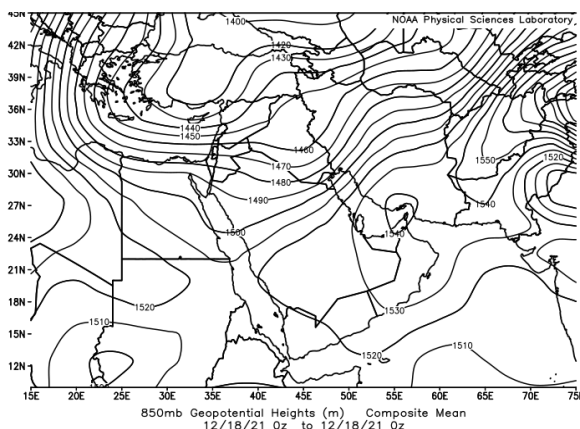 45N
NOAA Physical Sciences Laboratory
1400
42N
1420
1430
39N
36N
1440
1450
1460
33N
1470
1550
1520
1480
30N
1490
1540
27N
1500
1540
24N
21N
1530
1520
18N
15N
1510
1520
1510
12N
15E 20E 25E 30E 35E 40E 45E 50E 55E 60E 65E 70E 75E
850mb Geopotential Heights (m) Composite Mean
12/18/21 0z to 12/18/21 0z